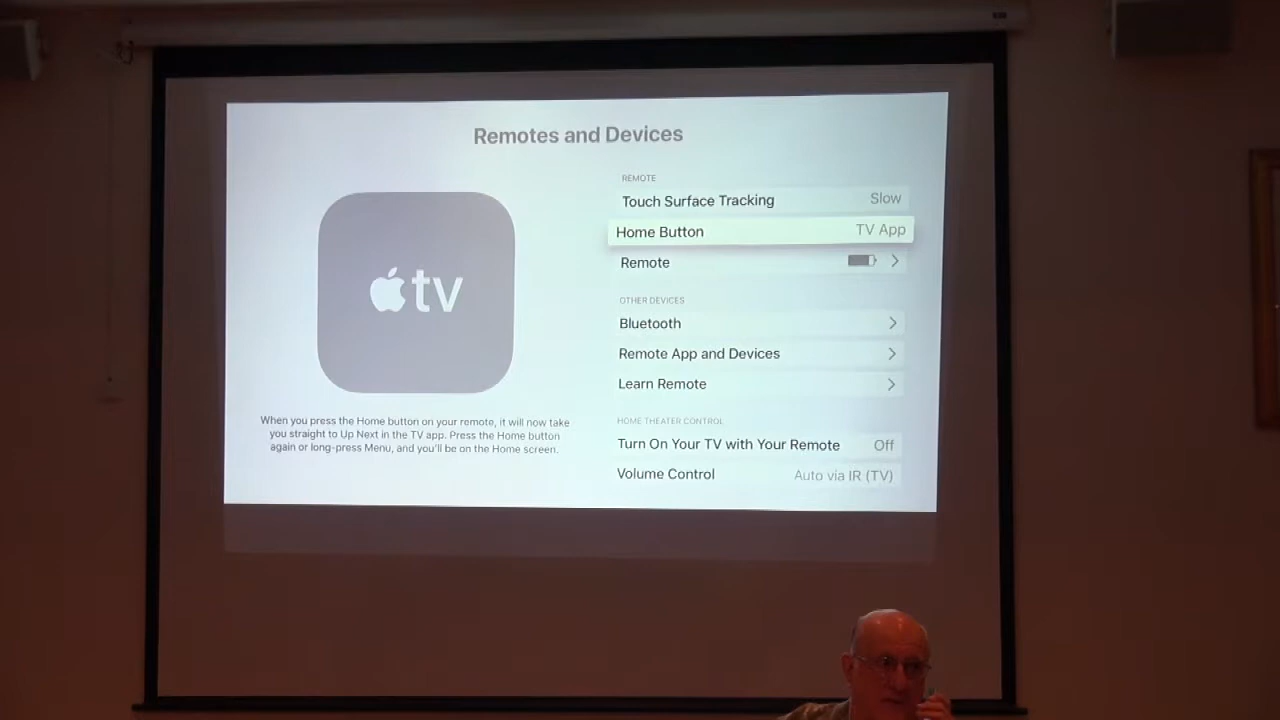 Remotes and Devices
REMOTE
Touch Surface Tracking Slow
Home Button TV App
Remote
OTHER DEVICES
Bluetooth
Remote App and Devices
Learn Remote
HOME THEATER CONTROL
Turn On Your TV with Your Remote Off
Volume Control Auto via IR (TV)
tv
When you press the Home button on your remote, it will now take
you straight to Up Next in the TV app. Press the Home button
again or long-press Menu, and you'll be on the Home screen.